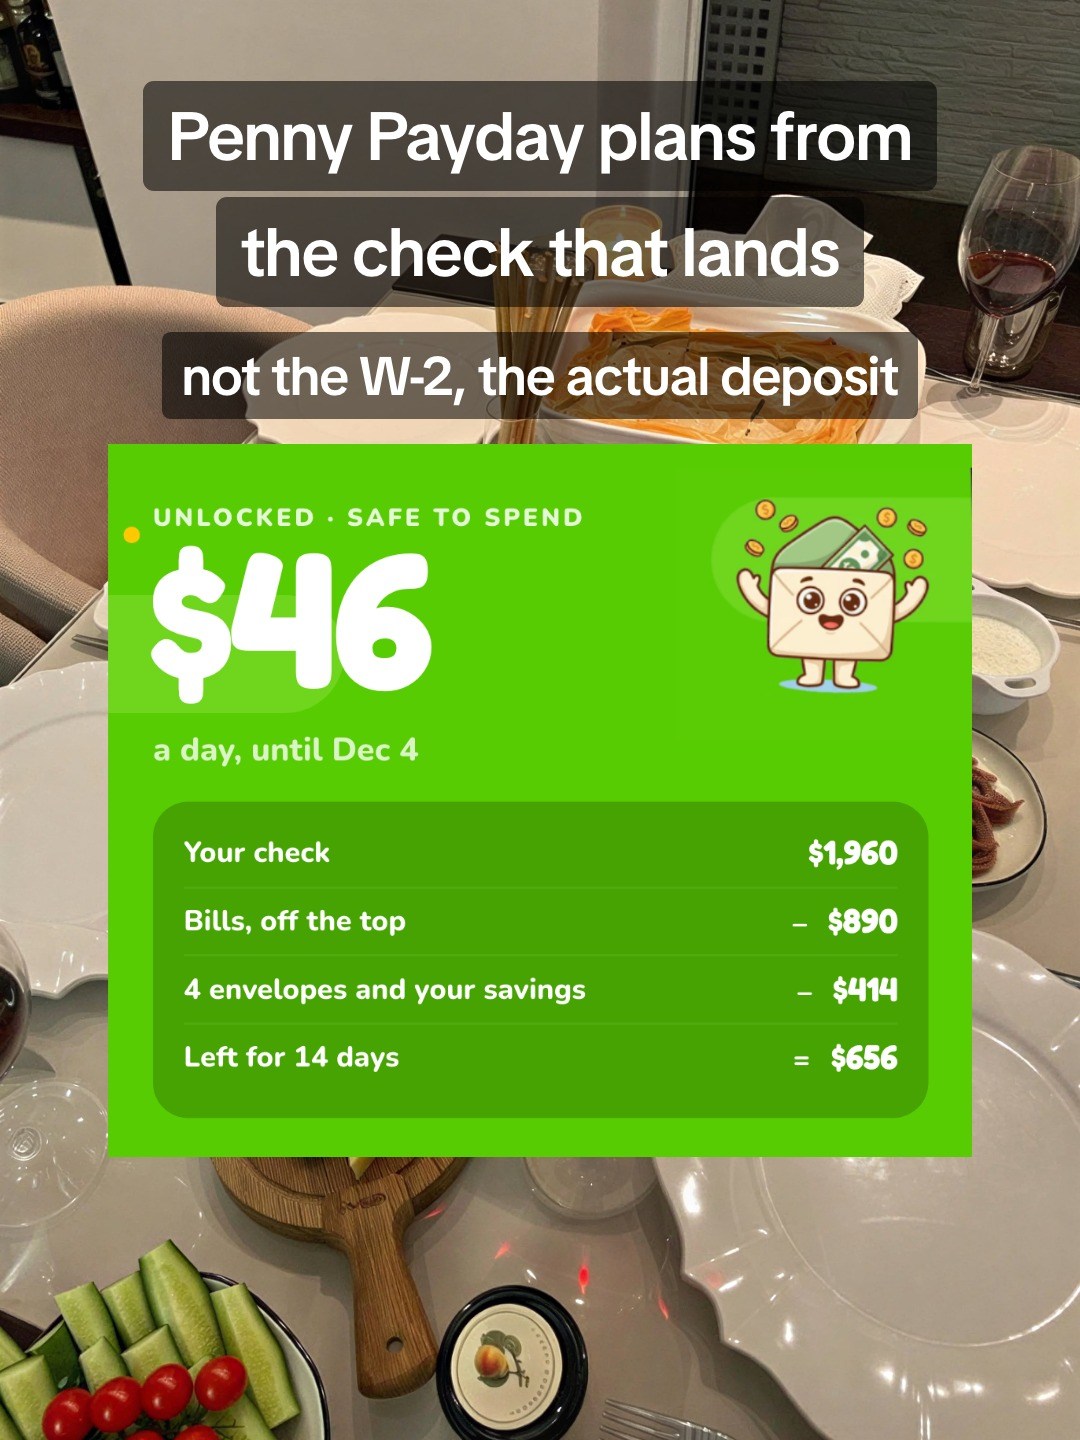 Penny Payday plans from
the check that lands
not the W-2, the actual deposit
UNLOCKED · SAFE TO SPEND
$46
a day, until Dec 4
Your check $1,960
Bills, off the top – $890
4 envelopes and your savings – $414
Left for 14 days = $656